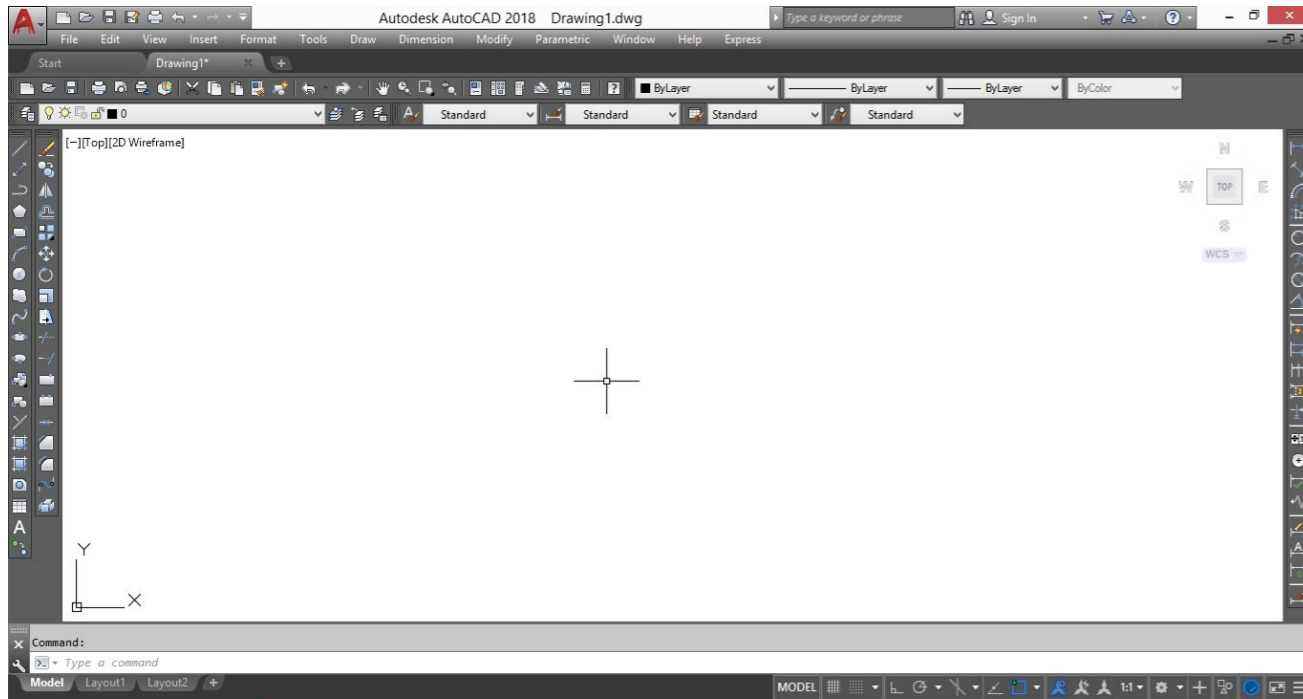 Autodesk AutoCAD 2018 Drawing1.dwg Type a keyword or phrase Sign In
File Edit View Insert Format Tools Draw Dimension Modify Parametric Window Help Express
Start Drawing1*
ByLayer ByLayer ByLayer ByColor
0 Standard Standard Standard Standard
[−][Top][2D Wireframe]
N
W TOP E
S
WCS
Y
X
Command:
Type a command
Model Layout1 Layout2 + MODEL 1:1